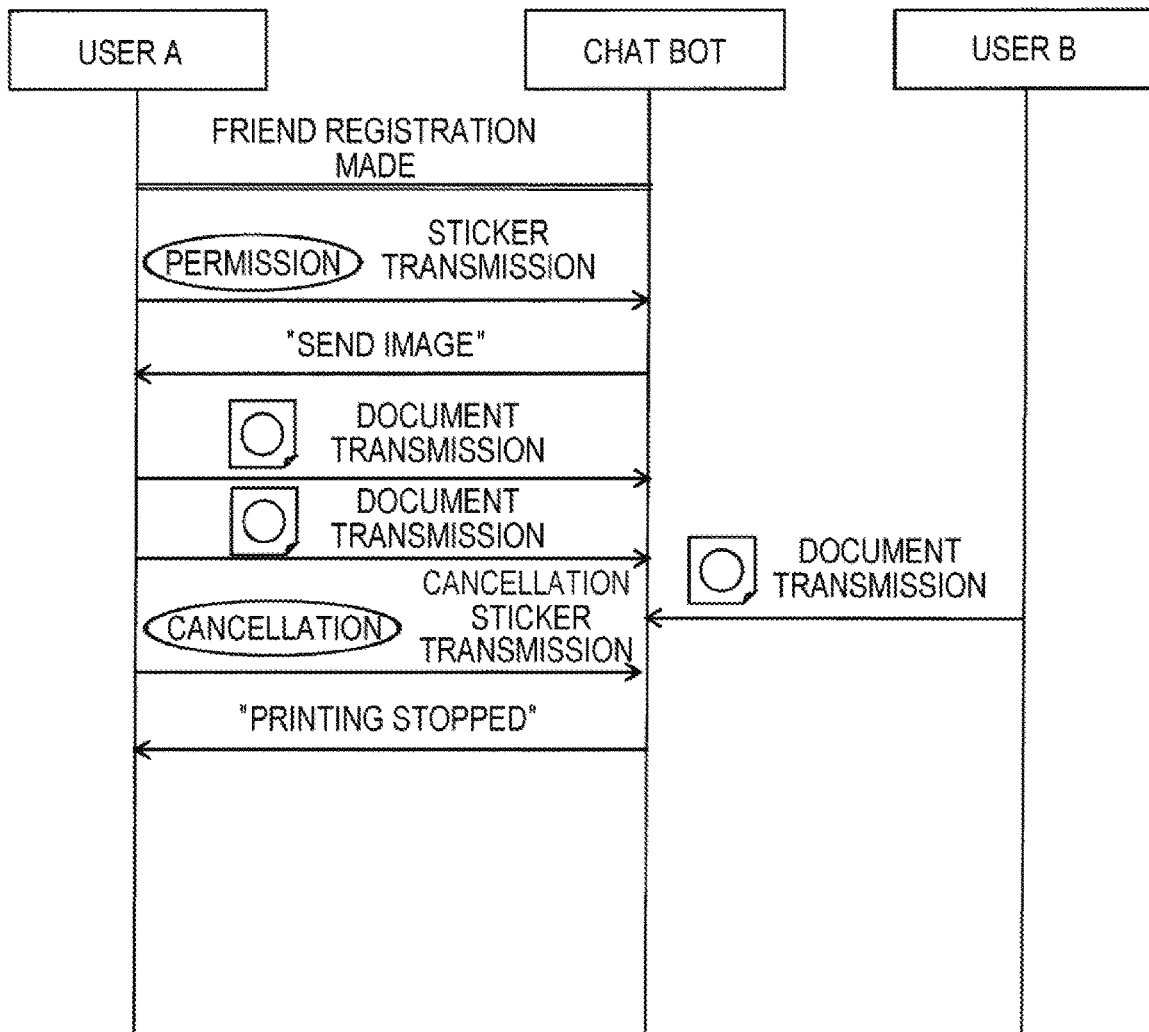 USER A
CHAT BOT
USER B
FRIEND REGISTRATION
MADE
PERMISSION
STICKER
TRANSMISSION
"SEND IMAGE"
DOCUMENT
TRANSMISSION
DOCUMENT
TRANSMISSION
DOCUMENT
TRANSMISSION
CANCELLATION
CANCELLATION
STICKER
TRANSMISSION
"PRINTING STOPPED"